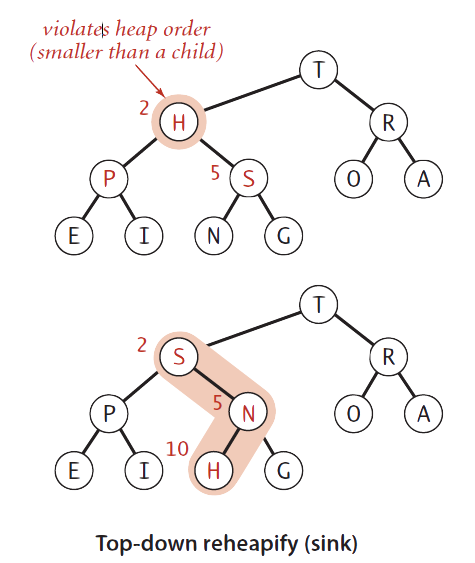 violates heap order
(smaller than a child)
T
2 H R
P 5 S O A
E I N G
T
2 S R
P 5 N O A
10
E I H G
Top-down reheapify (sink)